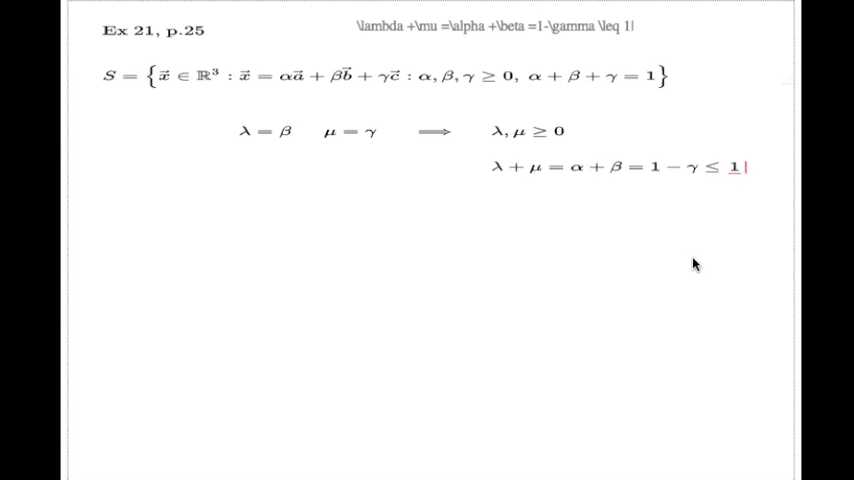 Ex 21, p.25
\lambda +\mu =\alpha +\beta =1-\gamma \leq 1|
S = {x⃗ ∈ ℝ³ : x⃗ = αa⃗ + βb⃗ + γc⃗ : α, β, γ ≥ 0, α + β + γ = 1}
λ = β μ = γ ⟹ λ, μ ≥ 0
λ + μ = α + β = 1 − γ ≤ 1|